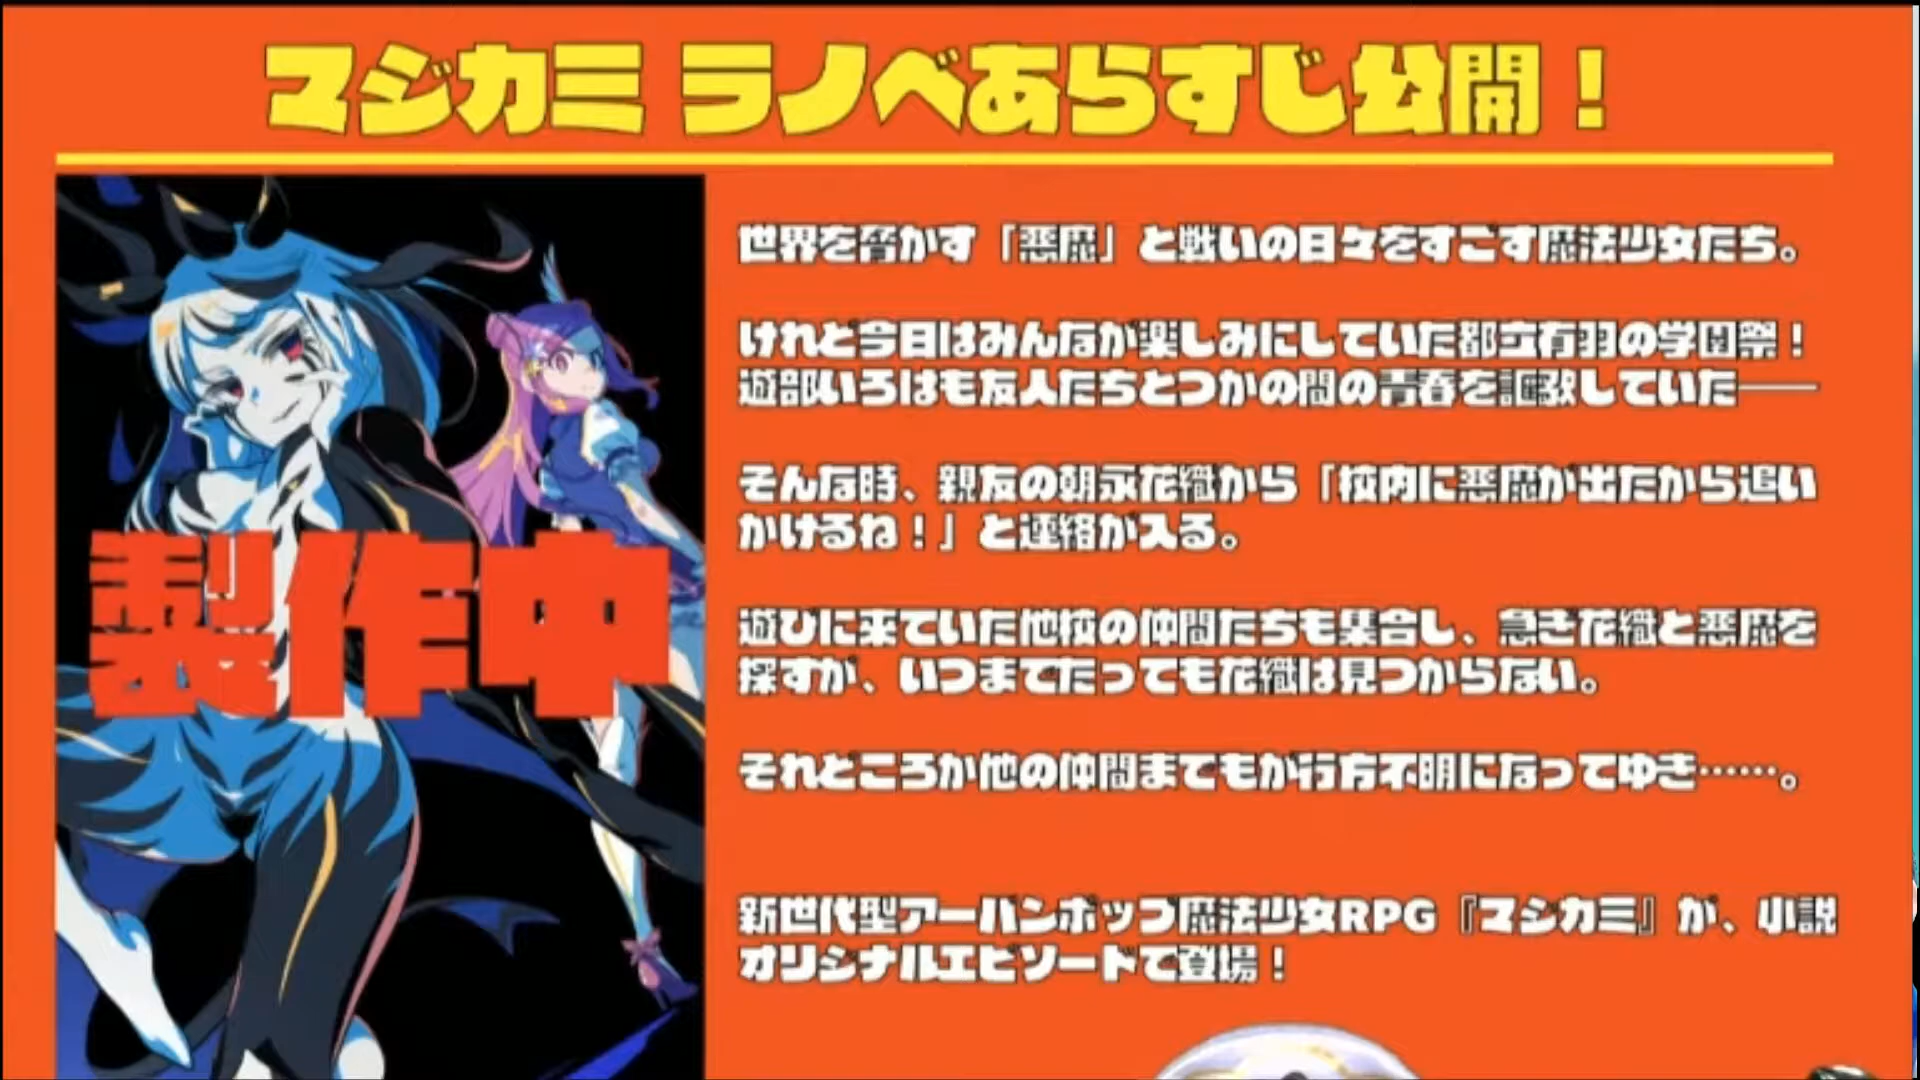 マジカミ ラノベあらすじ公開！
世界を脅かす「悪魔」と戦いの日々をすごす魔法少女たち。
けれど今日はみんなが楽しみにしていた都立有羽の学園祭！
遊部いろはも友人たちとつかの間の青春を謳歌していた――
そんな時、親友の朝永花織から「校内に悪魔が出たから追い
かけるね！」と連絡が入る。
遊びに来ていた他校の仲間たちも集合し、急ぎ花織と悪魔を
探すが、いつまでたっても花織は見つからない。
それどころか他の仲間までもが行方不明になってゆき……。
新世代型アーバンポップ魔法少女RPG『マジカミ』が、小説
オリジナルエピソードで登場！
製作中